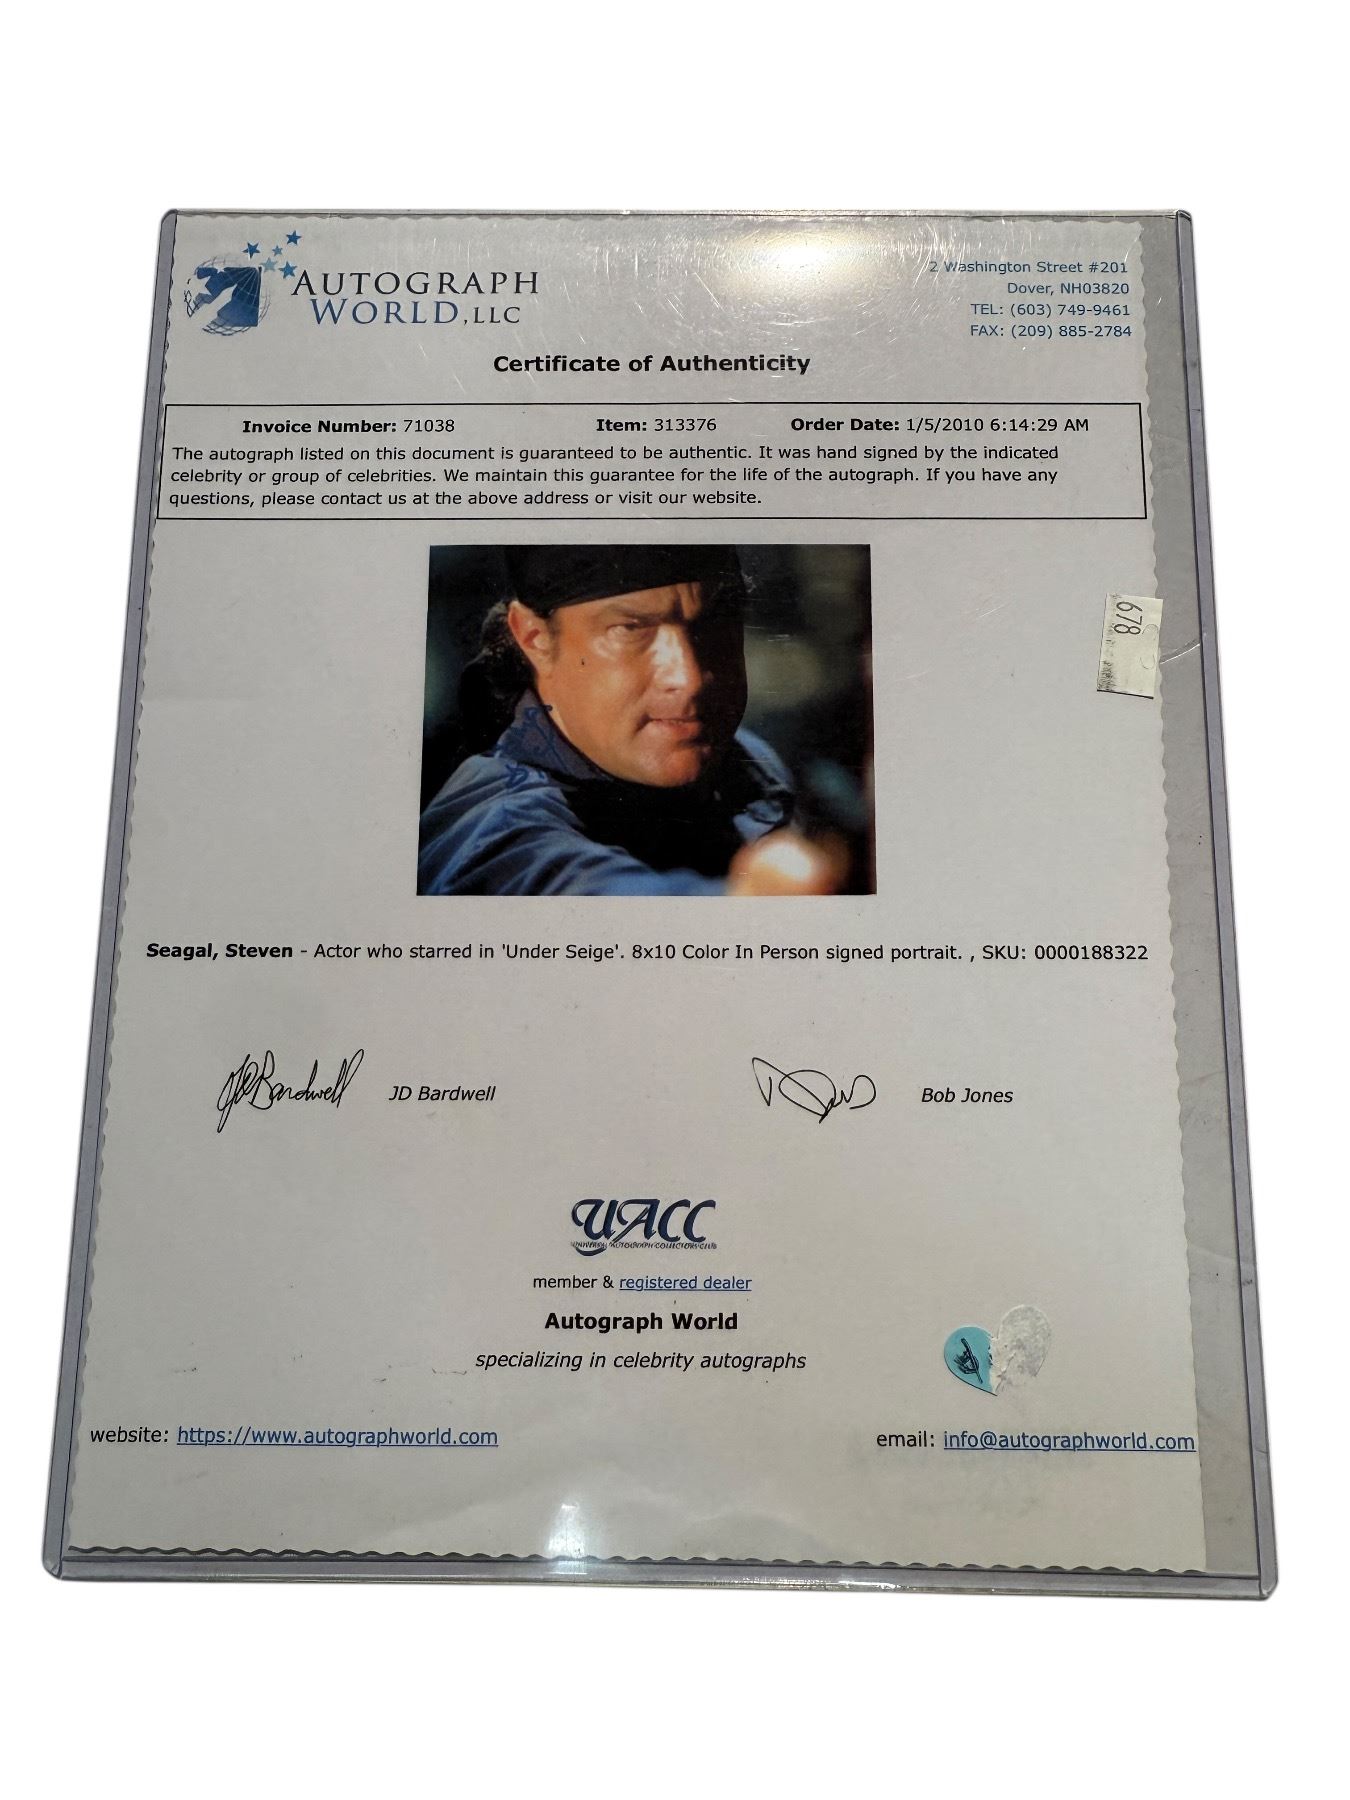 AUTOGRAPH
WORLD, LLC
2 Washington Street #201
Dover, NH03820
TEL: (603) 749-9461
FAX: (209) 885-2784
Certificate of Authenticity
Invoice Number: 71038 Item: 313376 Order Date: 1/5/2010 6:14:29 AM
The autograph listed on this document is guaranteed to be authentic. It was hand signed by the indicated
celebrity or group of celebrities. We maintain this guarantee for the life of the autograph. If you have any
questions, please contact us at the above address or visit our website.
678
Seagal, Steven - Actor who starred in 'Under Seige'. 8x10 Color In Person signed portrait. , SKU: 0000188322
JD Bardwell JD Bardwell
Bob Jones
UACC
UNIVERSAL AUTOGRAPH COLLECTORS CLUB
member & registered dealer
Autograph World
specializing in celebrity autographs
website: https://www.autographworld.com
email: info@autographworld.com